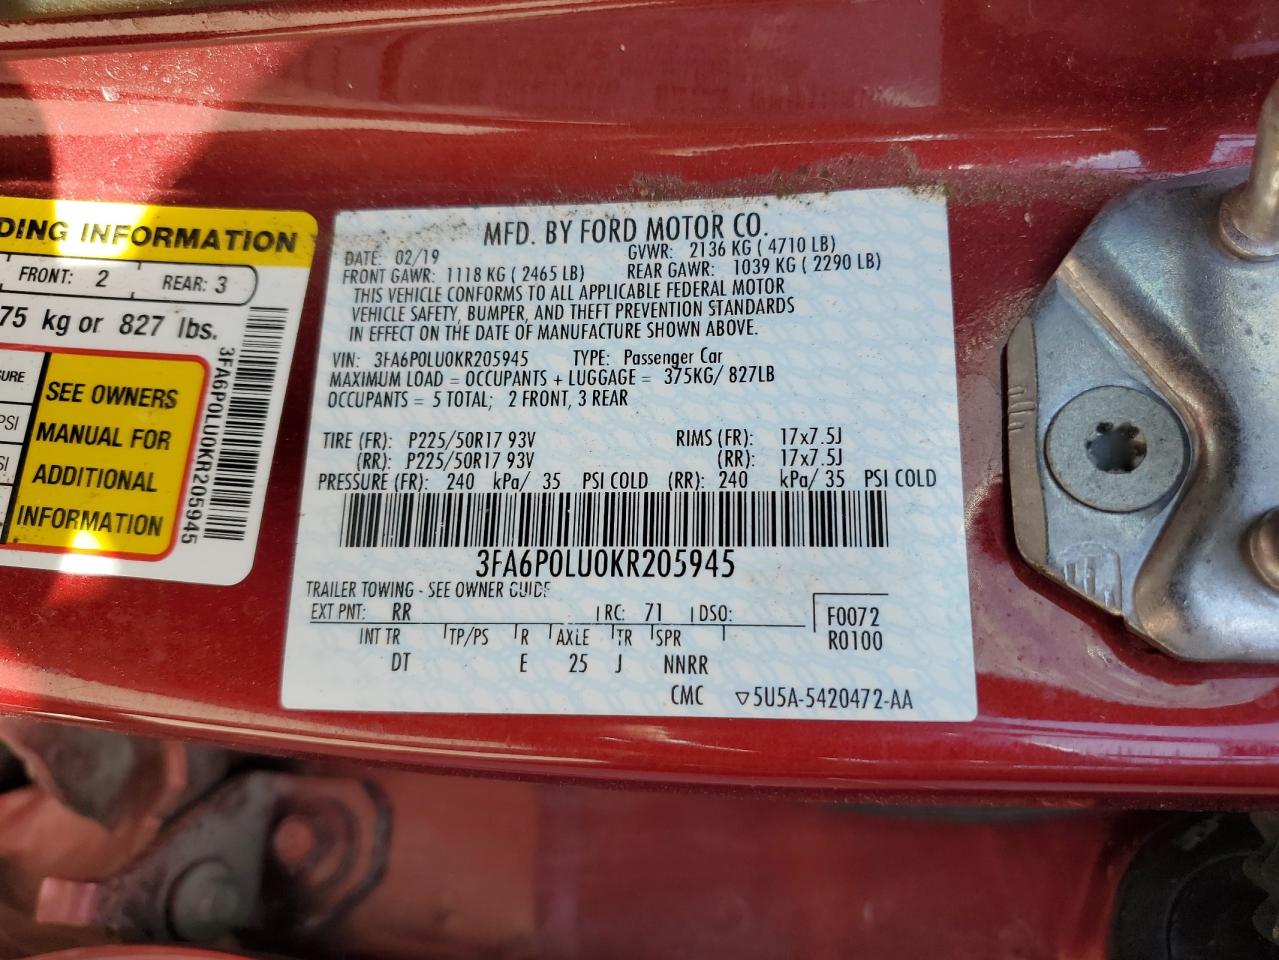 DING INFORMATION
FRONT: 2 REAR: 3
75 kg or 827 lbs.
SEE OWNERS
MANUAL FOR
ADDITIONAL
INFORMATION
PSI
3FA6P0LU0KR205945
MFD. BY FORD MOTOR CO.
DATE: 02/19 GVWR: 2136 KG ( 4710 LB)
FRONT GAWR: 1118 KG ( 2465 LB) REAR GAWR: 1039 KG ( 2290 LB)
THIS VEHICLE CONFORMS TO ALL APPLICABLE FEDERAL MOTOR
VEHICLE SAFETY, BUMPER, AND THEFT PREVENTION STANDARDS
IN EFFECT ON THE DATE OF MANUFACTURE SHOWN ABOVE.
VIN: 3FA6P0LU0KR205945 TYPE: Passenger Car
MAXIMUM LOAD = OCCUPANTS + LUGGAGE = 375KG/ 827LB
OCCUPANTS = 5 TOTAL; 2 FRONT, 3 REAR
TIRE (FR): P225/50R17 93V RIMS (FR): 17x7.5J
(RR): P225/50R17 93V (RR): 17x7.5J
PRESSURE (FR): 240 kPa/ 35 PSI COLD (RR): 240 kPa/ 35 PSI COLD
3FA6P0LU0KR205945
TRAILER TOWING - SEE OWNER GUIDE
EXT PNT: RR RC: 71 DSO: F0072
R0100
INT TR TP/PS R AXLE TR SPR
DT E 25 J NNRR
CMC ▽5U5A-5420472-AA